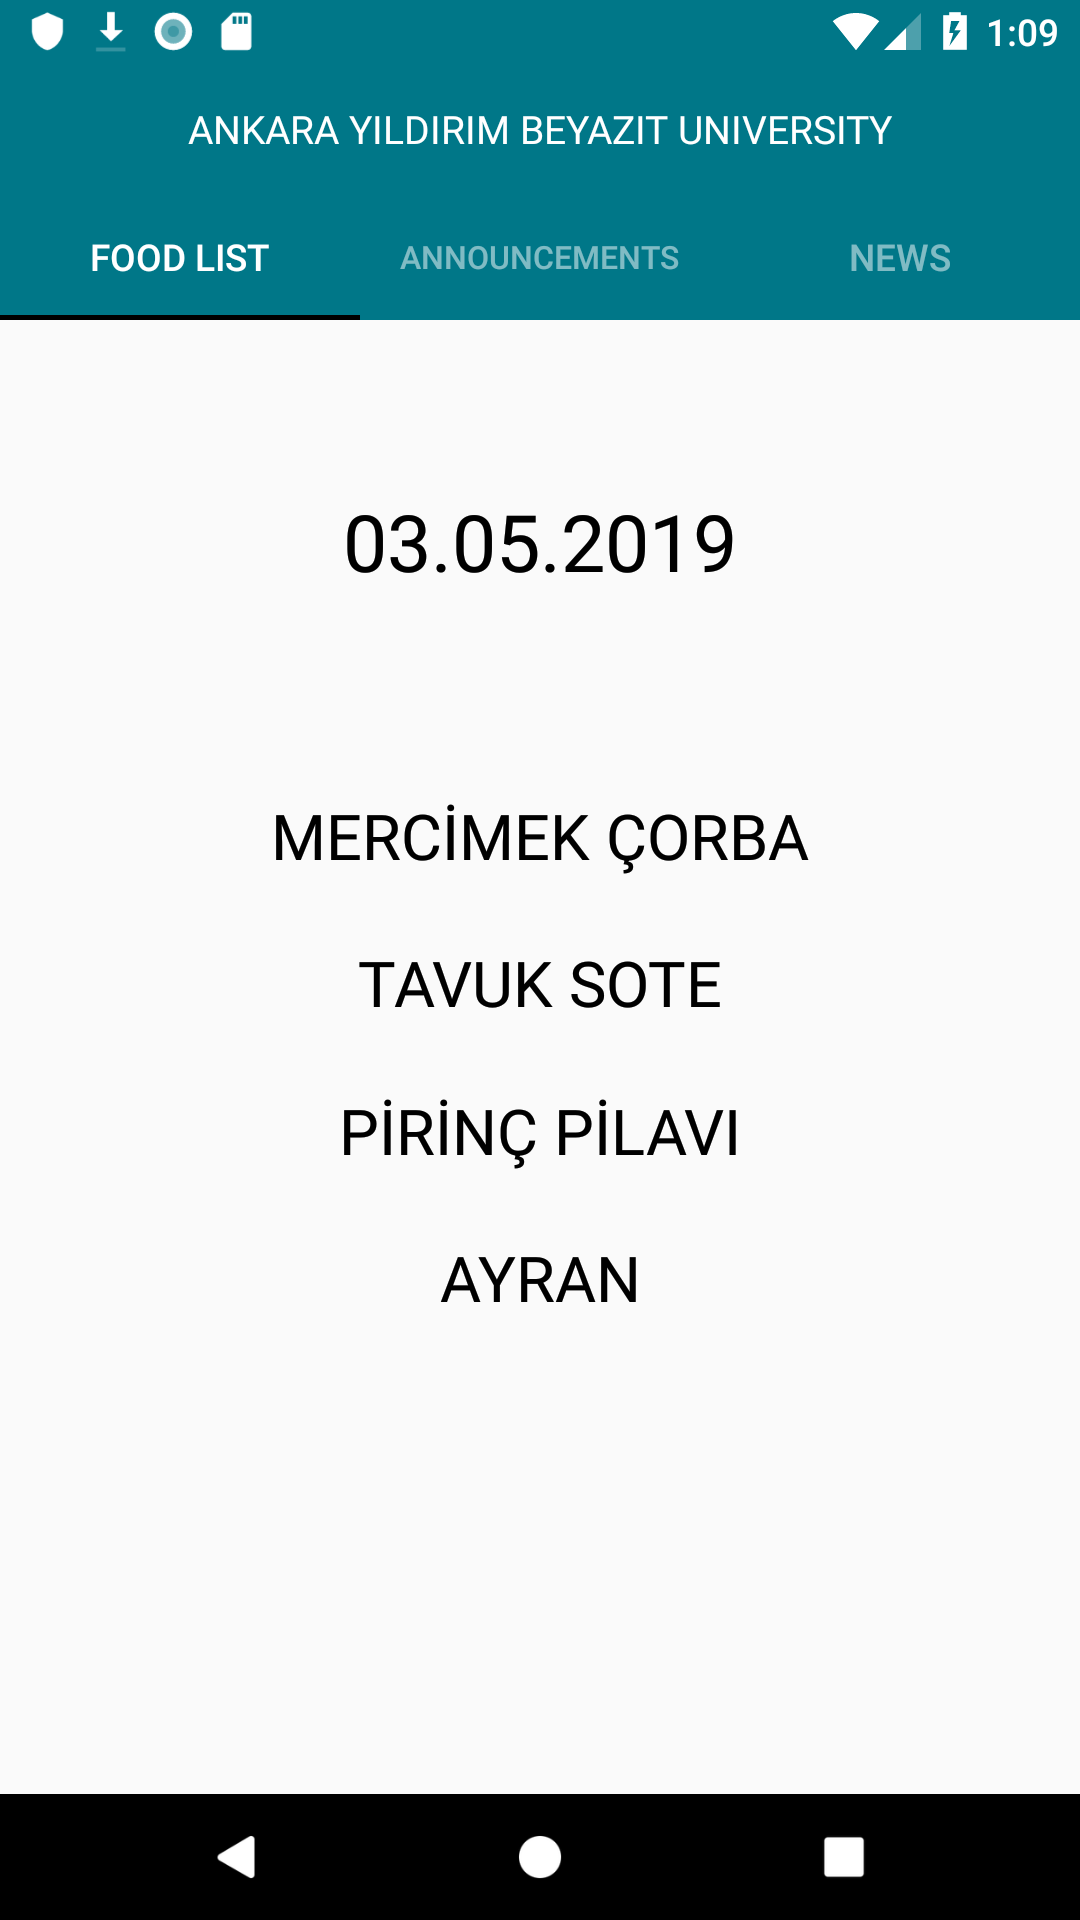 1:09
ANKARA YILDIRIM BEYAZIT UNIVERSITY
FOOD LIST ANNOUNCEMENTS NEWS
03.05.2019
MERCİMEK ÇORBA
TAVUK SOTE
PİRİNÇ PİLAVI
AYRAN